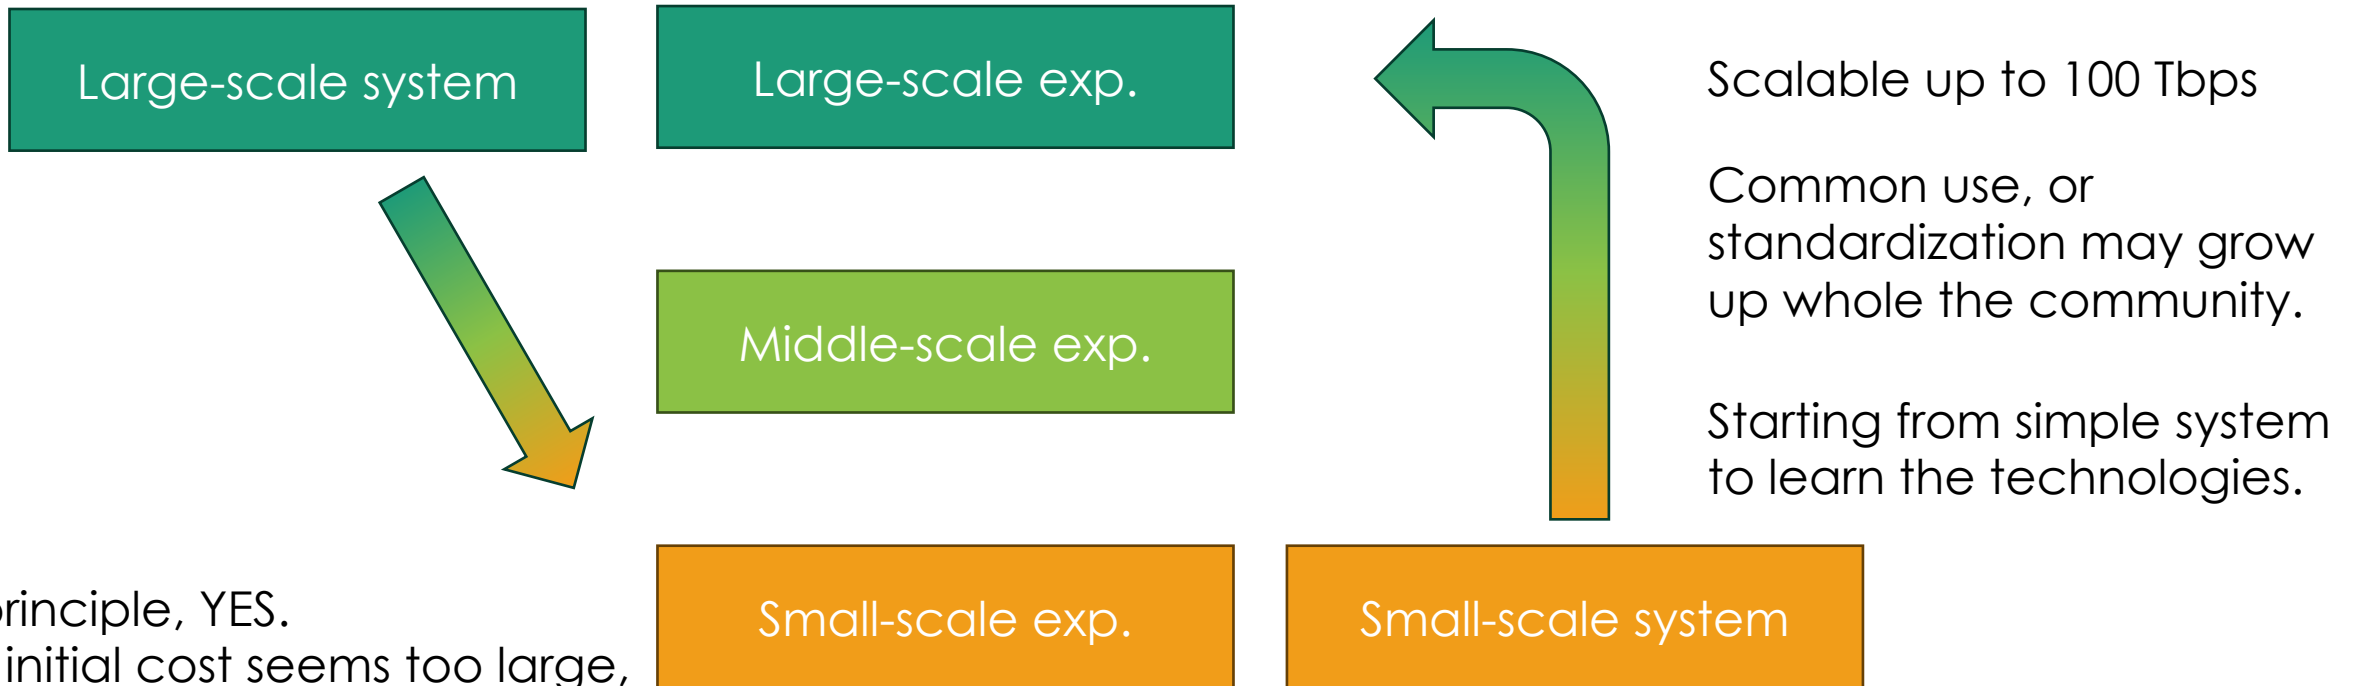 Large-scale system
Large-scale exp.
Scalable up to 100 Tbps
Common use, or
standardization may grow
up whole the community.
Middle-scale exp.
Starting from simple system
to learn the technologies.
principle, YES.
initial cost seems too large,
Small-scale exp.
Small-scale system